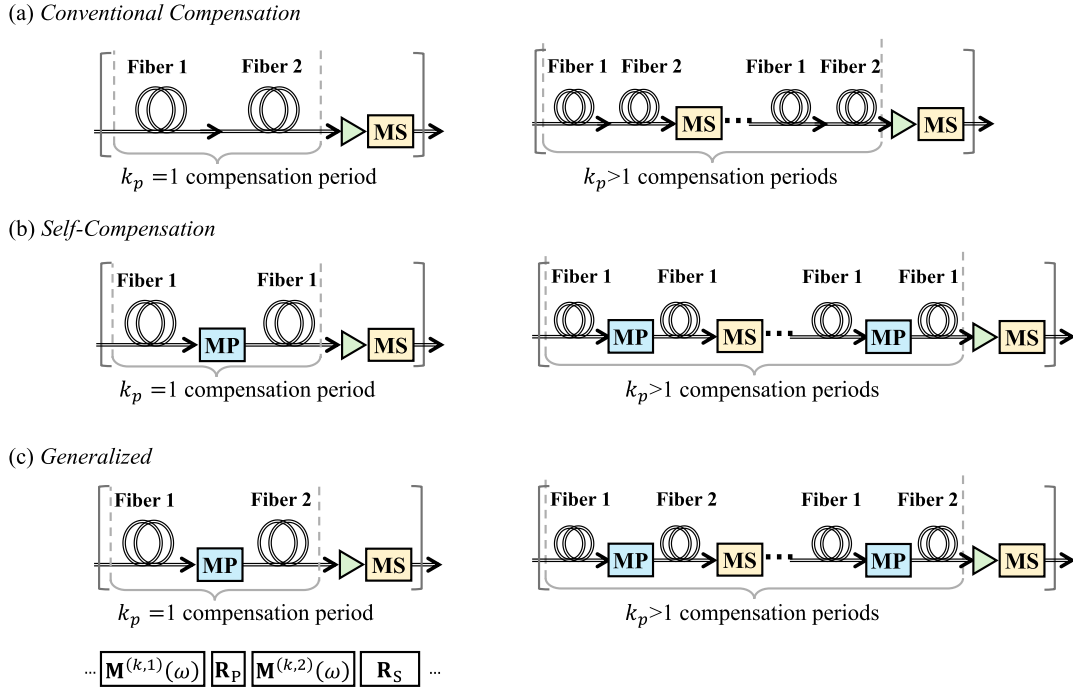 (a) Conventional Compensation
Fiber 1 Fiber 2
MS
k_p =1 compensation period
Fiber 1 Fiber 2 Fiber 1 Fiber 2
MS ... MS
k_p>1 compensation periods
(b) Self-Compensation
Fiber 1 Fiber 1
MP MS
k_p =1 compensation period
Fiber 1 Fiber 1 Fiber 1 Fiber 1
MP MS ... MP MS
k_p>1 compensation periods
(c) Generalized
Fiber 1 Fiber 2
MP MS
k_p =1 compensation period
Fiber 1 Fiber 2 Fiber 1 Fiber 2
MP MS ... MP MS
k_p>1 compensation periods
... M^(k,1)(ω) R_P M^(k,2)(ω) R_S ...